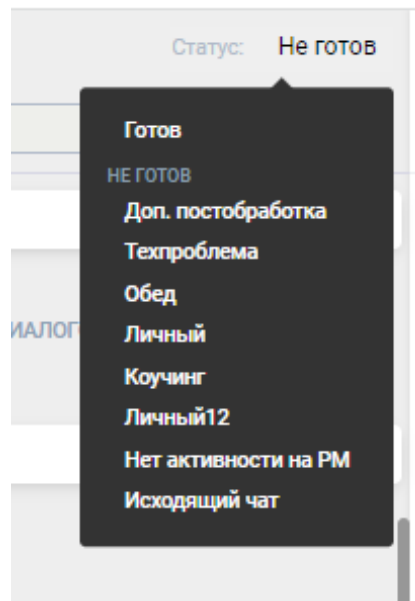 Статус: Не готов
Готов
НЕ ГОТОВ
Доп. постобработка
Техпроблема
Обед
ИАЛОГ
Личный
Коучинг
Личный12
Нет активности на РМ
Исходящий чат